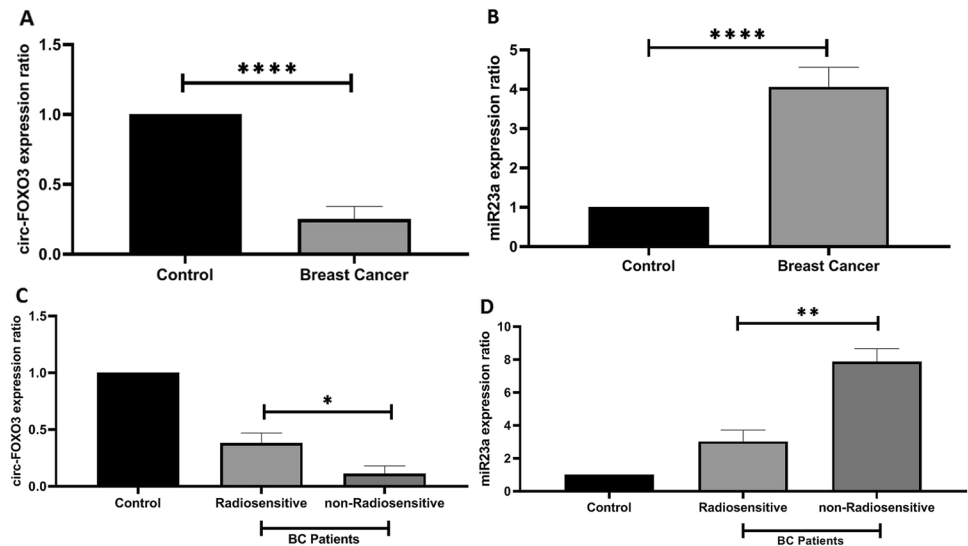 A
circ-FOXO3 expression ratio
1.5
1.0
0.5
0.0
****
Control
Breast Cancer
B
miR23a expression ratio
5
4
3
2
1
0
****
Control
Breast Cancer
C
circ-FOXO3 expression ratio
1.5
1.0
0.5
0.0
*
Control
Radiosensitive
non-Radiosensitive
BC Patients
D
miR23a expression ratio
10
8
6
4
2
0
**
Control
Radiosensitive
non-Radiosensitive
BC Patients